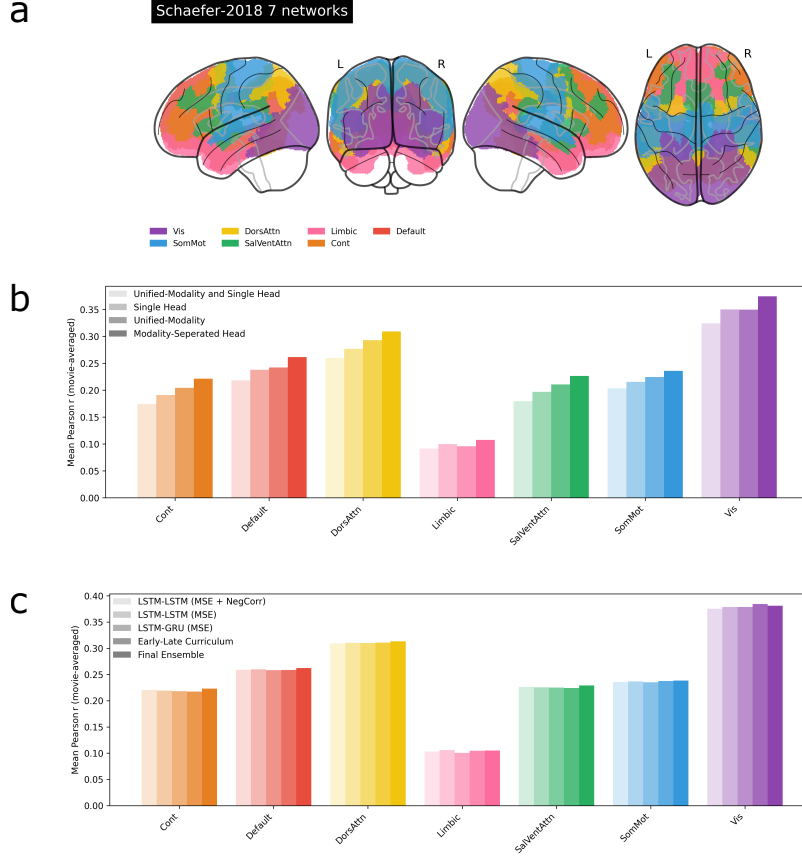 a
Schaefer-2018 7 networks
L R L R
Vis DorsAttn Limbic Default
SomMot SalVentAttn Cont
b
Unified-Modality and Single Head
Single Head
Unified-Modality
Modality-Seperated Head
Mean Pearson r (movie-averaged)
0.35
0.30
0.25
0.20
0.15
0.10
0.05
0.00
Cont Default DorsAttn Limbic SalVentAttn SomMot Vis
c
LSTM-LSTM (MSE + NegCorr)
LSTM-LSTM (MSE)
LSTM-GRU (MSE)
Early-Late Curriculum
Final Ensemble
Mean Pearson r (movie-averaged)
0.40
0.35
0.30
0.25
0.20
0.15
0.10
0.05
0.00
Cont Default DorsAttn Limbic SalVentAttn SomMot Vis